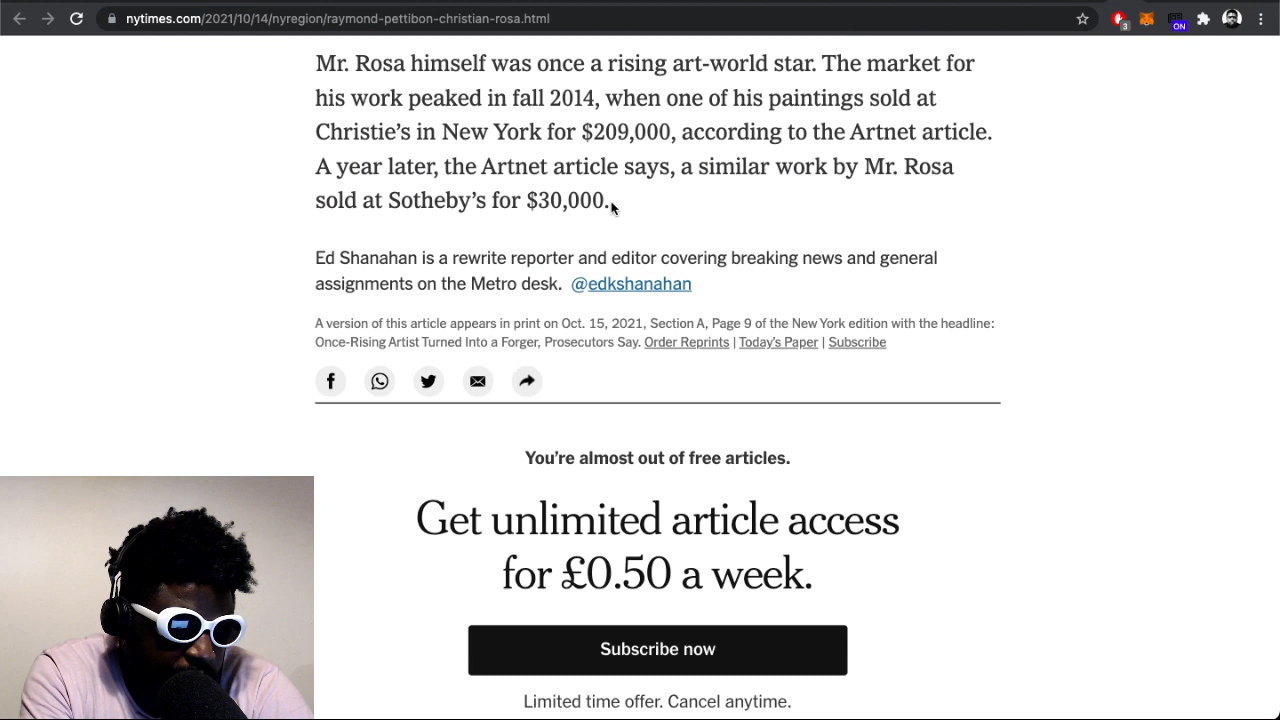 nytimes.com/2021/10/14/nyregion/raymond-pettibon-christian-rosa.html
3
ON
Mr. Rosa himself was once a rising art-world star. The market for
his work peaked in fall 2014, when one of his paintings sold at
Christie’s in New York for $209,000, according to the Artnet article.
A year later, the Artnet article says, a similar work by Mr. Rosa
sold at Sotheby’s for $30,000.
Ed Shanahan is a rewrite reporter and editor covering breaking news and general
assignments on the Metro desk. @edkshanahan
A version of this article appears in print on Oct. 15, 2021, Section A, Page 9 of the New York edition with the headline:
Once-Rising Artist Turned Into a Forger, Prosecutors Say. Order Reprints | Today’s Paper | Subscribe
You’re almost out of free articles.
Get unlimited article access
for £0.50 a week.
Subscribe now
Limited time offer. Cancel anytime.